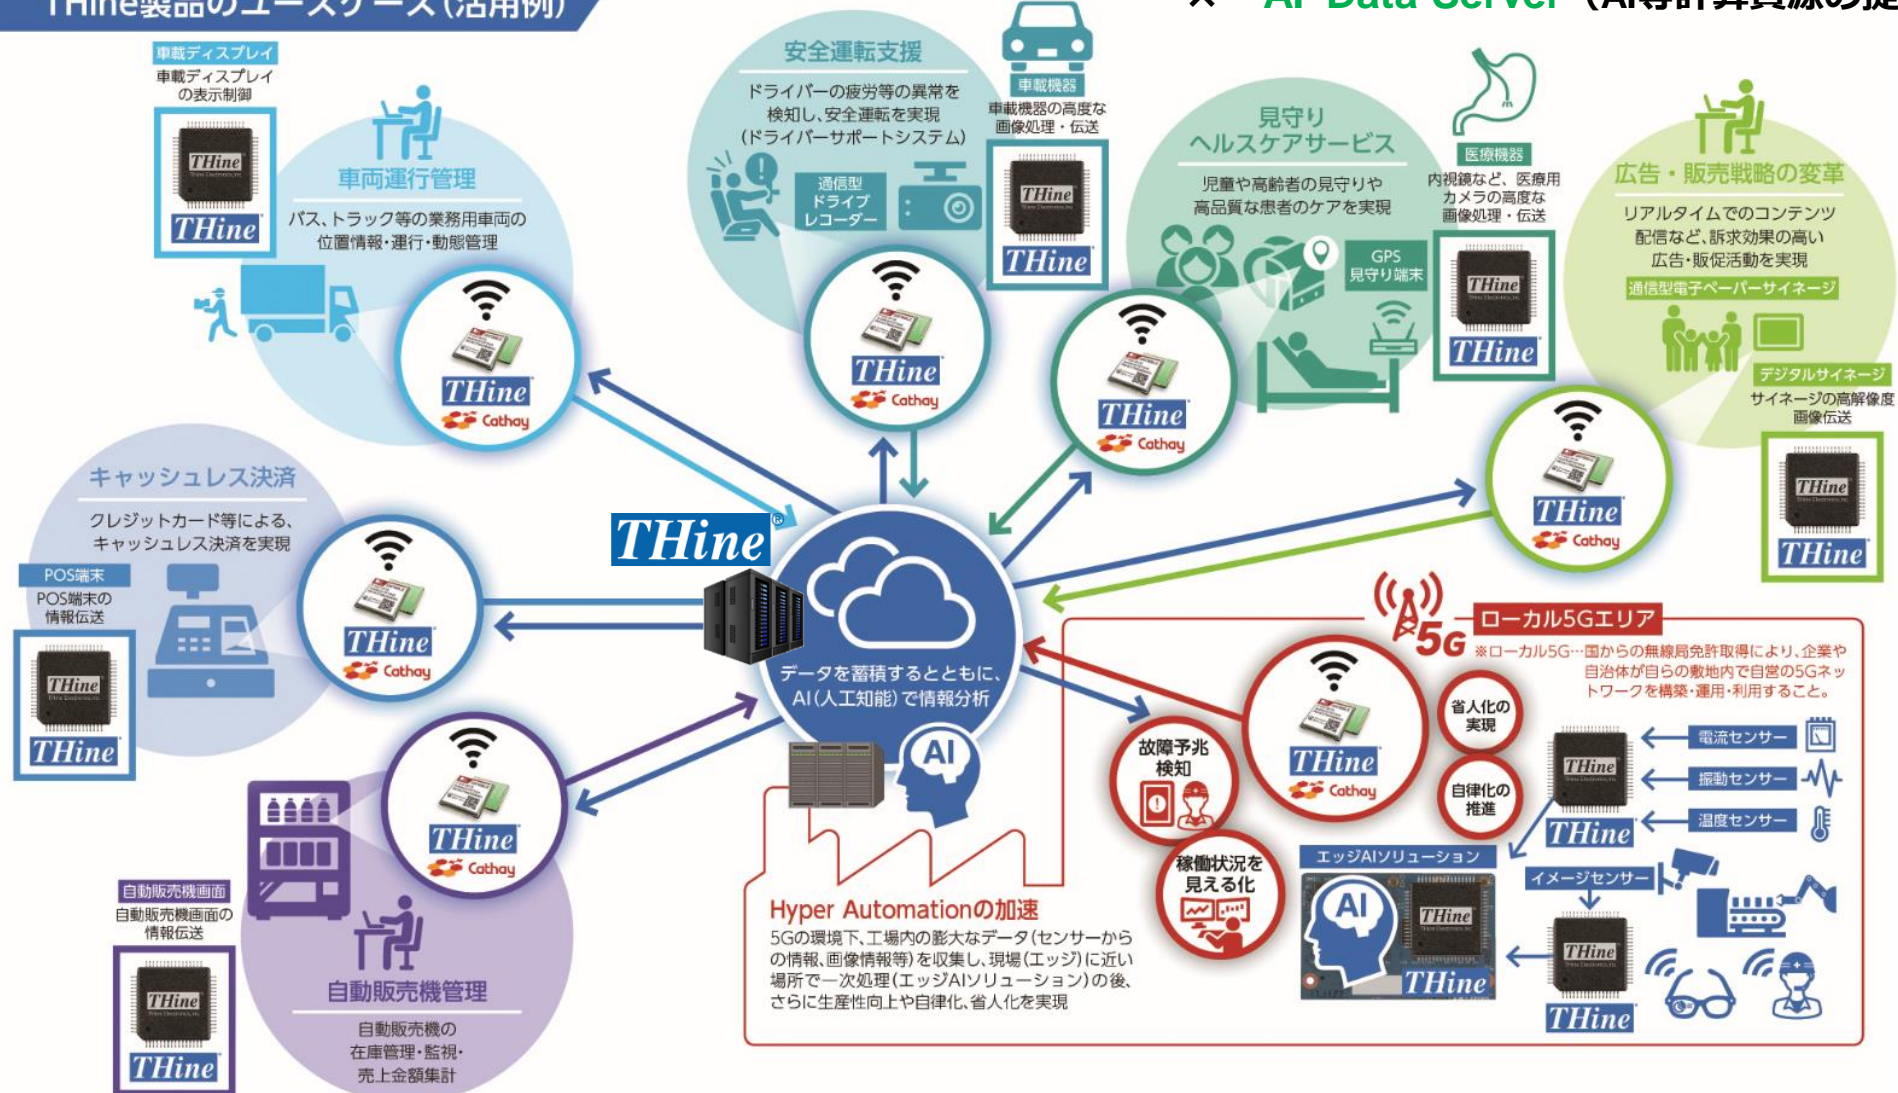 THine製品のユースケース(活用例)
× AI Data Server (AI等計算資源の提
車載ディスプレイ
車載ディスプレイ
の表示制御
THine
THine
車両運行管理
バス、トラック等の業務用車両の
位置情報・運行・動態管理
THine
Cathay
安全運転支援
ドライバーの疲労等の異常を
検知し、安全運転を実現
(ドライバーサポートシステム)
通信型
ドライブ
レコーダー
車載機器
車載機器の高度な
画像処理・伝送
THine
THine
THine
Cathay
見守り
ヘルスケアサービス
児童や高齢者の見守りや
高品質な患者のケアを実現
GPS
見守り端末
医療機器
内視鏡など、医療用
カメラの高度な
画像処理・伝送
THine
THine
THine
Cathay
広告・販売戦略の変革
リアルタイムでのコンテンツ
配信など、訴求効果の高い
広告・販促活動を実現
通信型電子ペーパーサイネージ
デジタルサイネージ
サイネージの高解像度
画像伝送
THine
THine
THine
Cathay
キャッシュレス決済
クレジットカード等による、
キャッシュレス決済を実現
POS端末
POS端末の
情報伝送
THine
THine
THine
Cathay
THine®
データを蓄積するとともに、
AI(人工知能)で情報分析
AI
THine
Cathay
自動販売機画面
自動販売機画面の
情報伝送
THine
THine
自動販売機管理
自動販売機の
在庫管理・監視・
売上金額集計
5G
ローカル5Gエリア
※ローカル5G…国からの無線局免許取得により、企業や
自治体が自らの敷地内で自営の5Gネッ
トワークを構築・運用・利用すること。
THine
Cathay
省人化の
実現
自律化の
推進
故障予兆
検知
稼働状況を
見える化
THine
THine
電流センサー
振動センサー
温度センサー
エッジAIソリューション
AI
THine
THine
イメージセンサー
THine
THine
Hyper Automationの加速
5Gの環境下、工場内の膨大なデータ(センサーから
の情報、画像情報等)を収集し、現場(エッジ)に近い
場所で一次処理(エッジAIソリューション)の後、
さらに生産性向上や自律化、省人化を実現